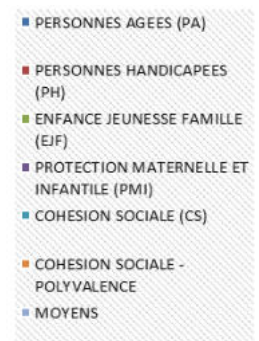 PERSONNES AGEES (PA)
PERSONNES HANDICAPEES
(PH)
ENFANCE JEUNESSE FAMILLE
(EJF)
PROTECTION MATERNELLE ET
INFANTILE (PMI)
COHESION SOCIALE (CS)
COHESION SOCIALE -
POLYVALENCE
MOYENS